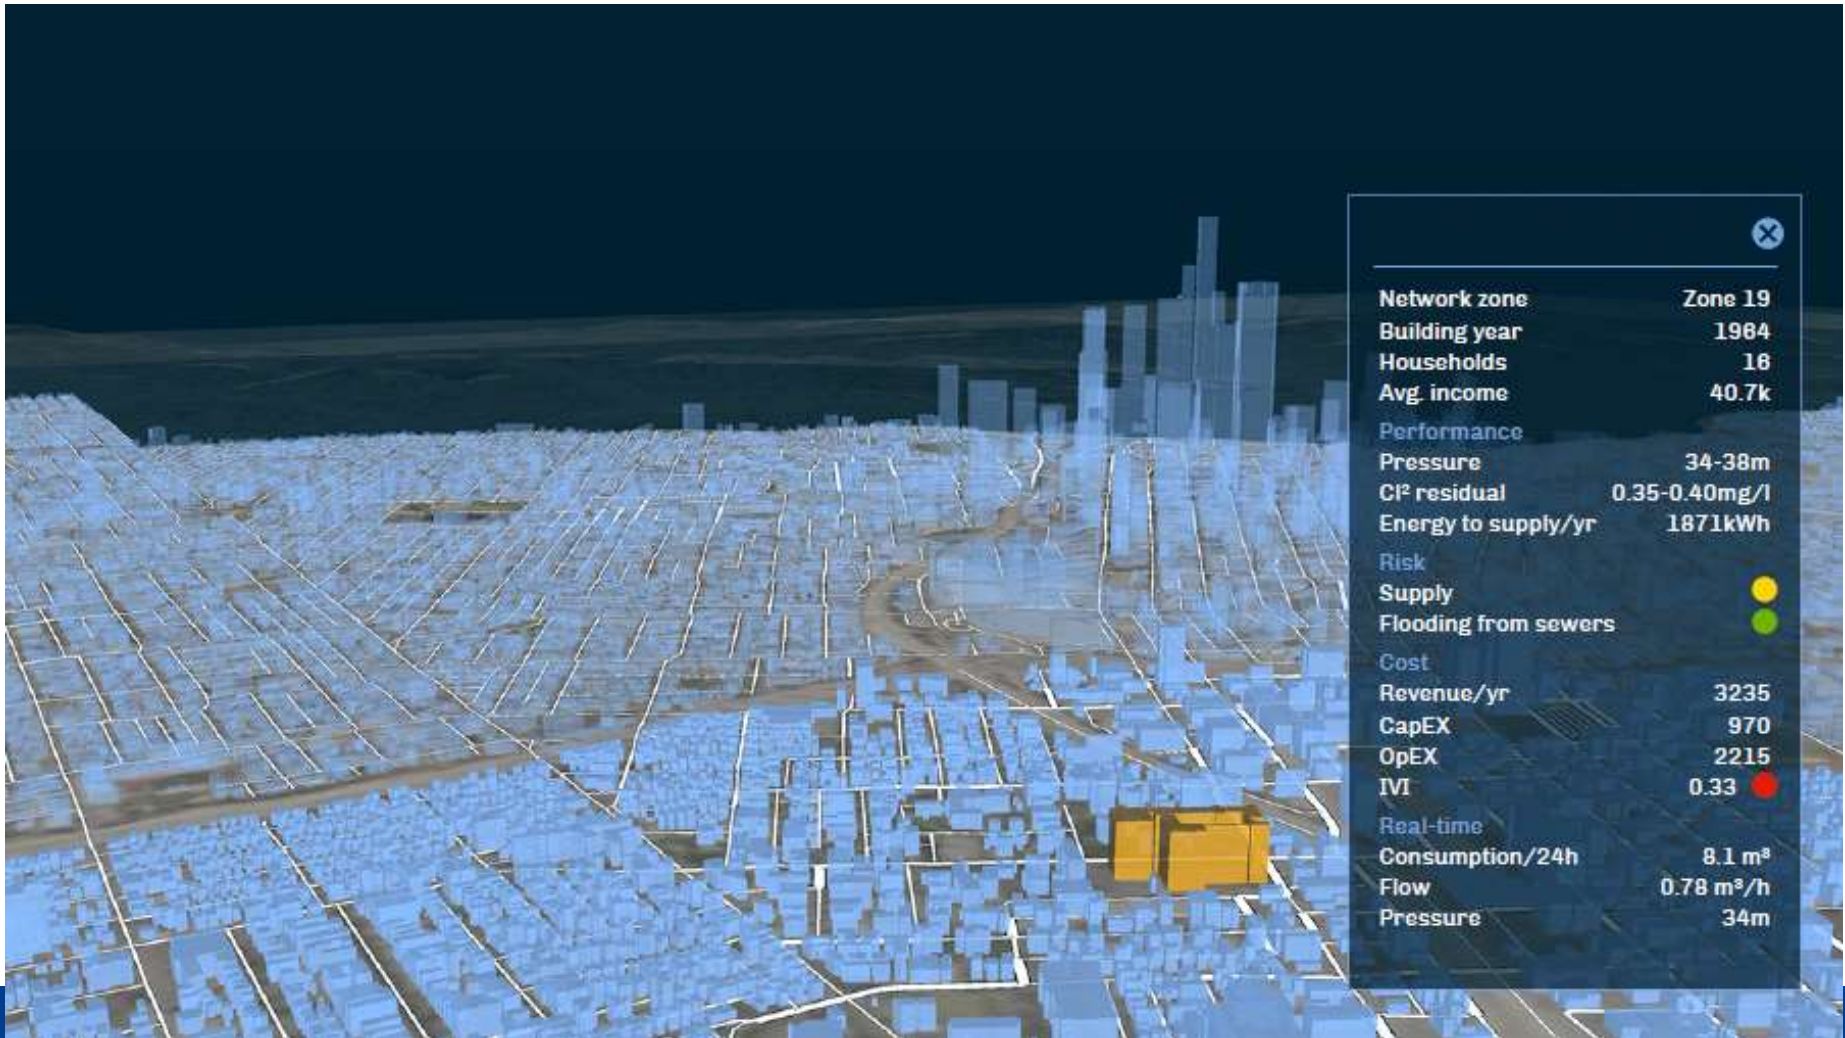 Network zone Zone 19
Building year 1964
Households 16
Avg. income 40.7k
Performance
Pressure 34-38m
Cl² residual 0.35-0.40mg/l
Energy to supply/yr 1871kWh
Risk
Supply
Flooding from sewers
Cost
Revenue/yr 3235
CapEX 970
OpEX 2215
IVI 0.33
Real-time
Consumption/24h 8.1 m³
Flow 0.78 m³/h
Pressure 34m